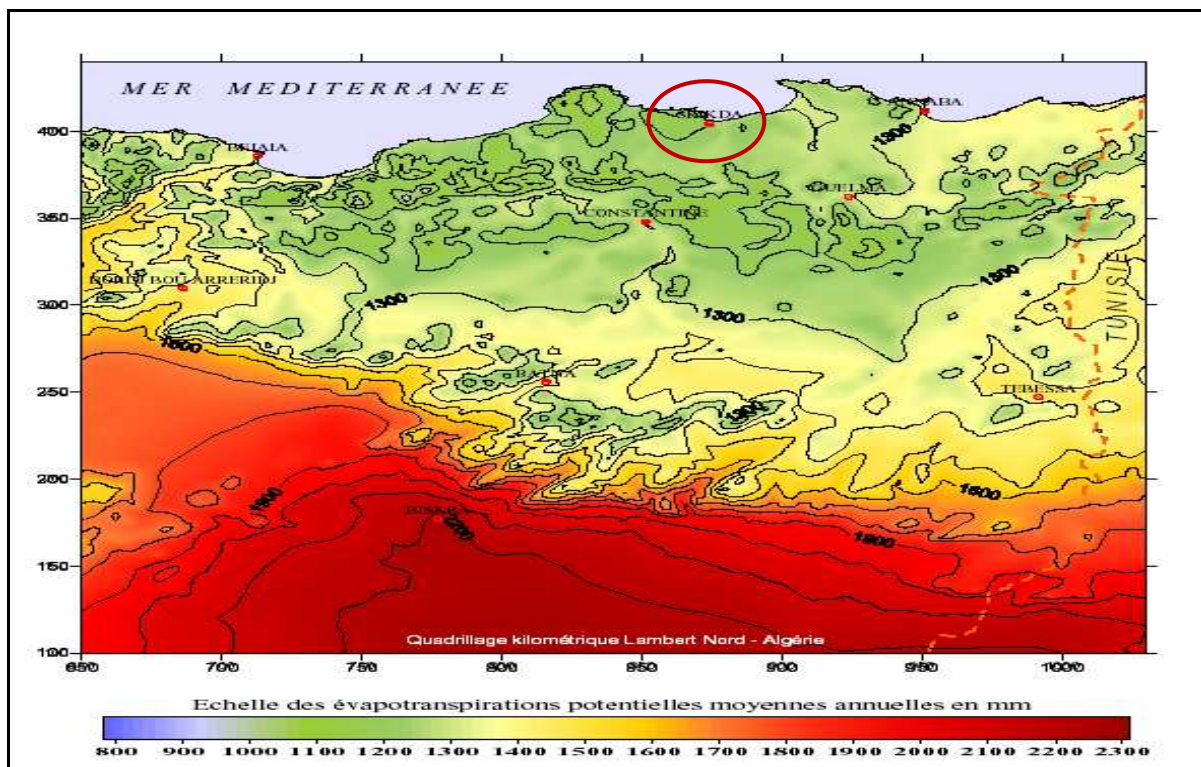 MER MEDITERRANEE
SKIKDA
ANNABA
BEJAIA
1300
GUELMA
CONSTANTINE
BORDJ BOU ARRERIDJ
1300
1300
1300
TUNISIE
1600
BATNA
TEBESSA
1300
1600
1900
BISKRA
2200
1900
Quadrillage kilométrique Lambert Nord - Algérie
400
350
300
250
200
150
100
650 700 750 800 850 900 950 1000
Echelle des évapotranspirations potentielles moyennes annuelles en mm
800 900 1000 1100 1200 1300 1400 1500 1600 1700 1800 1900 2000 2100 2200 2300